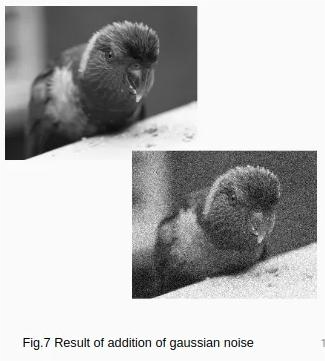 Fig.7 Result of addition of gaussian noise